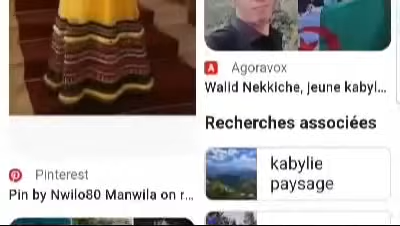 Pinterest
Pin by Nwilo80 Manwila on r...
Agoravox
Walid Nekkiche, jeune kabyl...
Recherches associées
kabylie
paysage